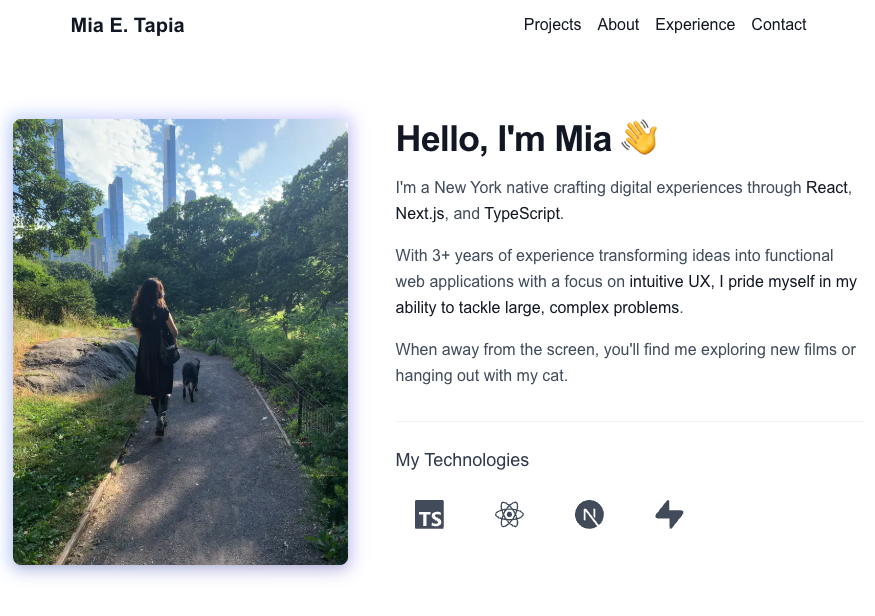 Mia E. Tapia
Projects About Experience Contact
Hello, I'm Mia 👋
I'm a New York native crafting digital experiences through React,
Next.js, and TypeScript.
With 3+ years of experience transforming ideas into functional
web applications with a focus on intuitive UX, I pride myself in my
ability to tackle large, complex problems.
When away from the screen, you'll find me exploring new films or
hanging out with my cat.
My Technologies
TS
N